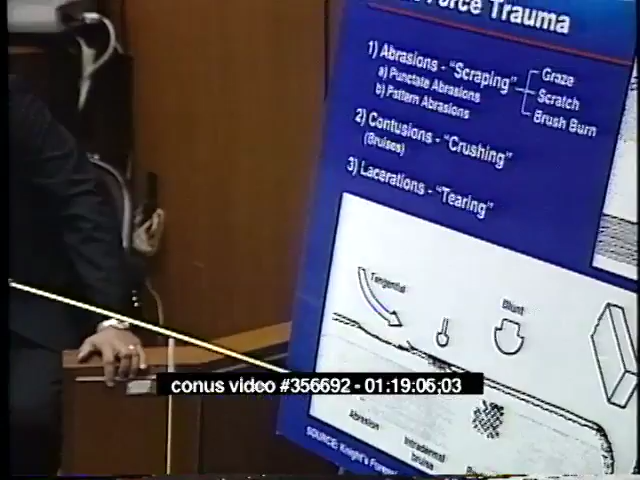 Force Trauma
1) Abrasions - "Scraping"
Graze
Scratch
Brush Burn
a) Punctate Abrasions
b) Pattern Abrasions
2) Contusions - "Crushing"
(Bruises)
3) Lacerations - "Tearing"
Tangential
Blunt
Abrasion
Intradermal
bruise
SOURCE: Knight's
conus video #356692 - 01:19:06;03